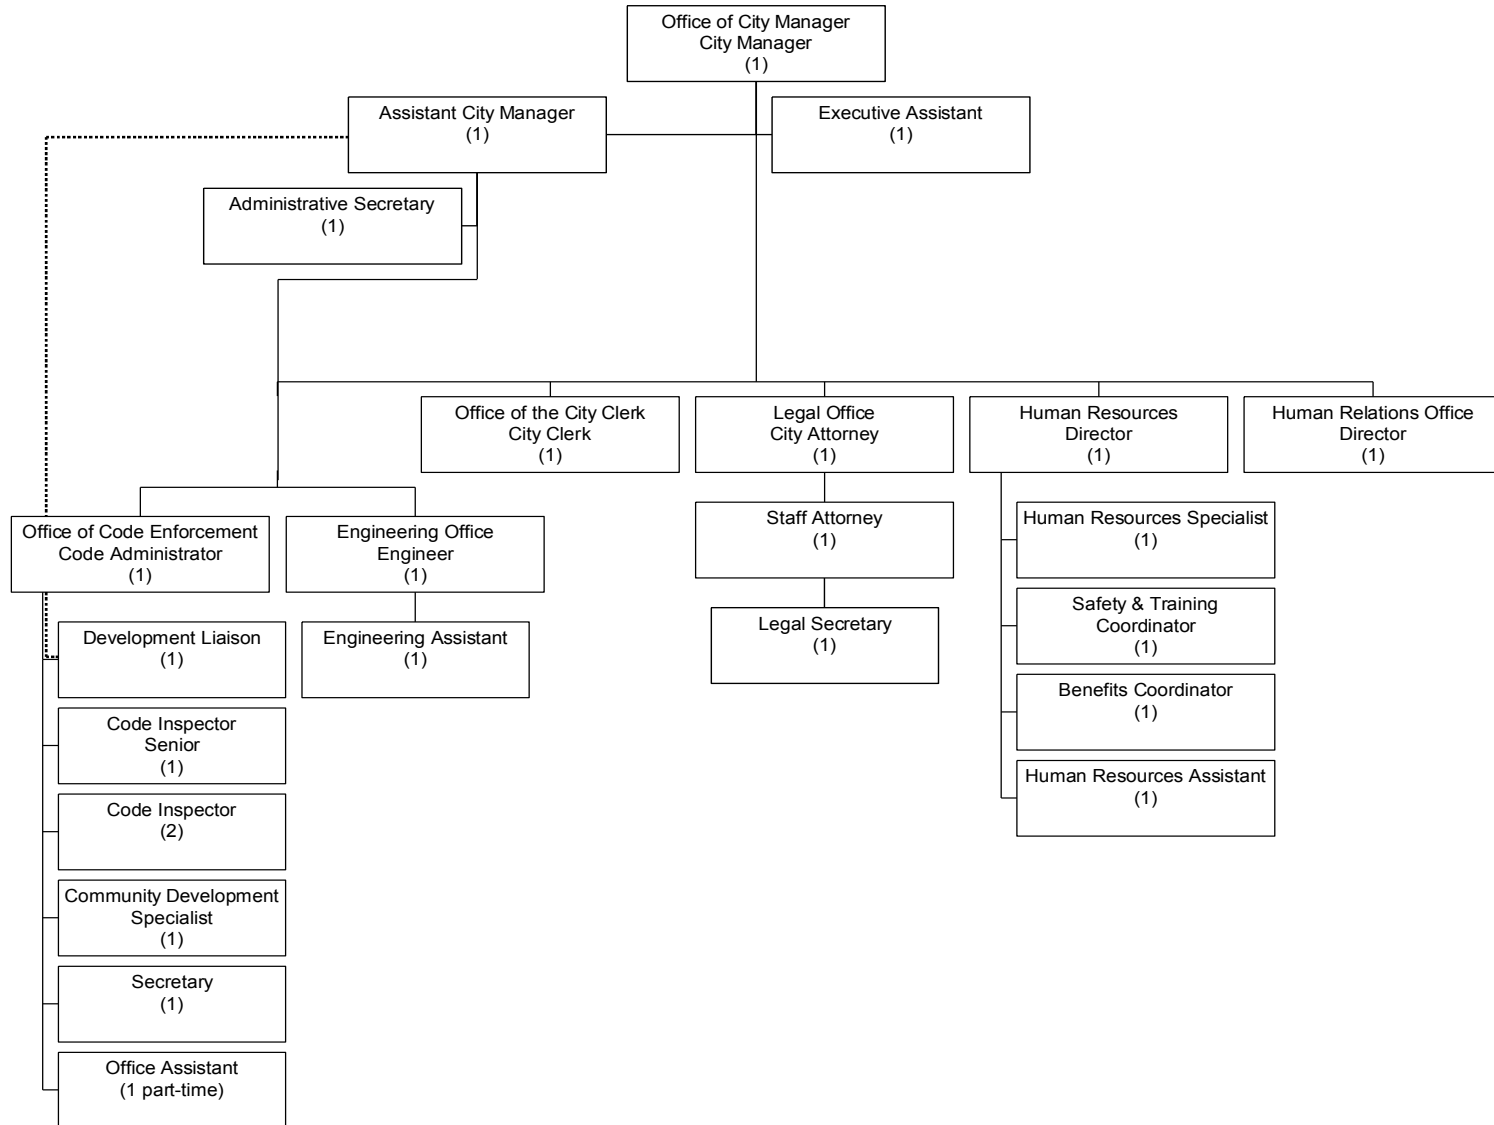 Office of City Manager
City Manager
(1)
Assistant City Manager
(1)
Executive Assistant
(1)
Administrative Secretary
(1)
Office of the City Clerk
City Clerk
(1)
Legal Office
City Attorney
(1)
Human Resources
Director
(1)
Human Relations Office
Director
(1)
Office of Code Enforcement
Code Administrator
(1)
Engineering Office
Engineer
(1)
Staff Attorney
(1)
Human Resources Specialist
(1)
Development Liaison
(1)
Engineering Assistant
(1)
Legal Secretary
(1)
Safety & Training
Coordinator
(1)
Code Inspector
Senior
(1)
Benefits Coordinator
(1)
Code Inspector
(2)
Human Resources Assistant
(1)
Community Development
Specialist
(1)
Secretary
(1)
Office Assistant
(1 part-time)